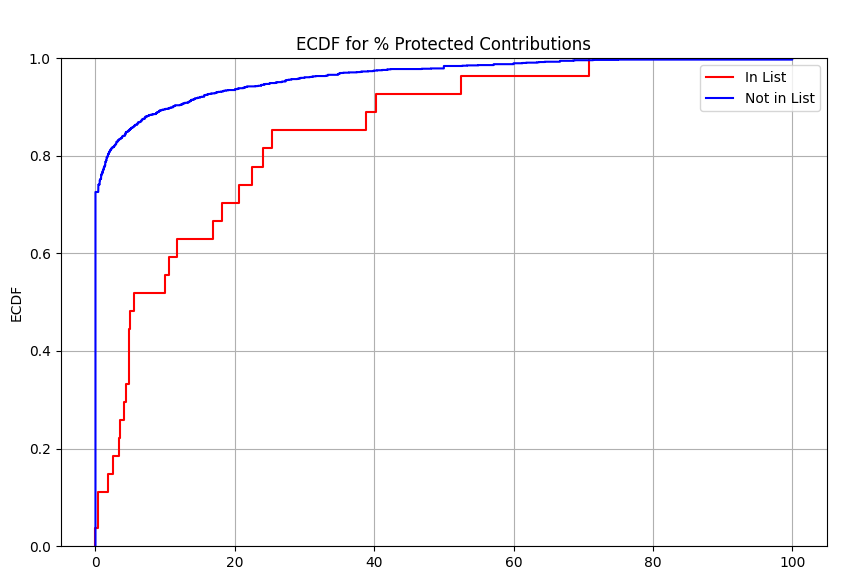 ECDF for % Protected Contributions
1.0
0.8
0.6
0.4
0.2
0.0
ECDF
In List
Not in List
0 20 40 60 80 100